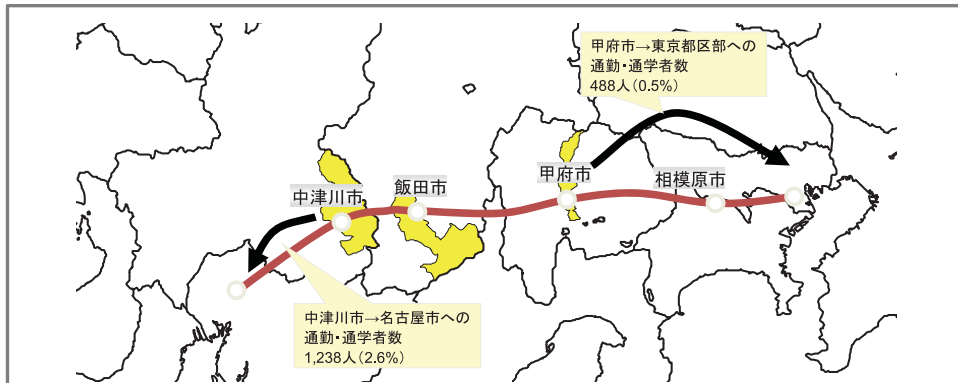 甲府市→東京都区部への
通勤・通学者数
488人(0.5%)
中津川市
飯田市
甲府市
相模原市
中津川市→名古屋市への
通勤・通学者数
1,238人(2.6%)